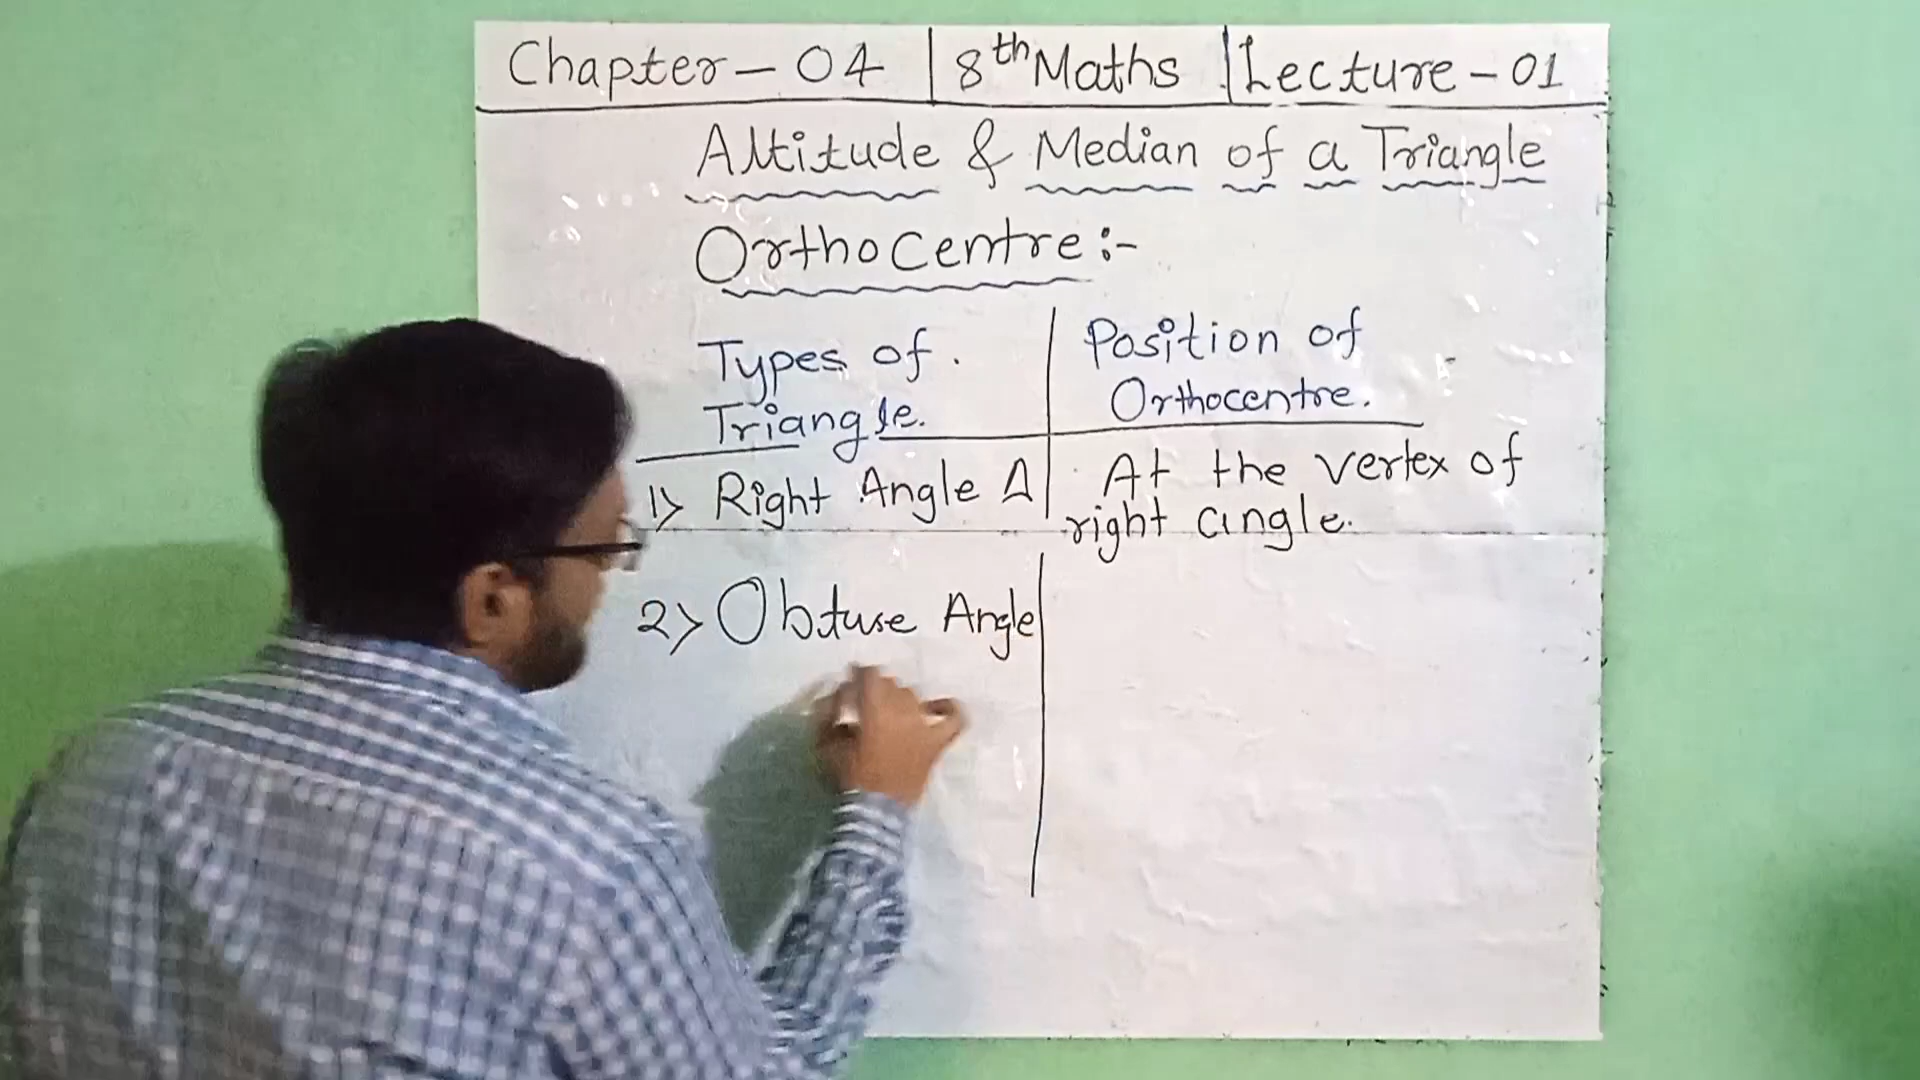 Chapter - 04 | 8th Maths | Lecture - 01
Altitude & Median of a Triangle
Orthocentre :-
Types of Triangle. | Position of Orthocentre.
1> Right Angle Δ | At the vertex of right angle.
2> Obtuse Angle